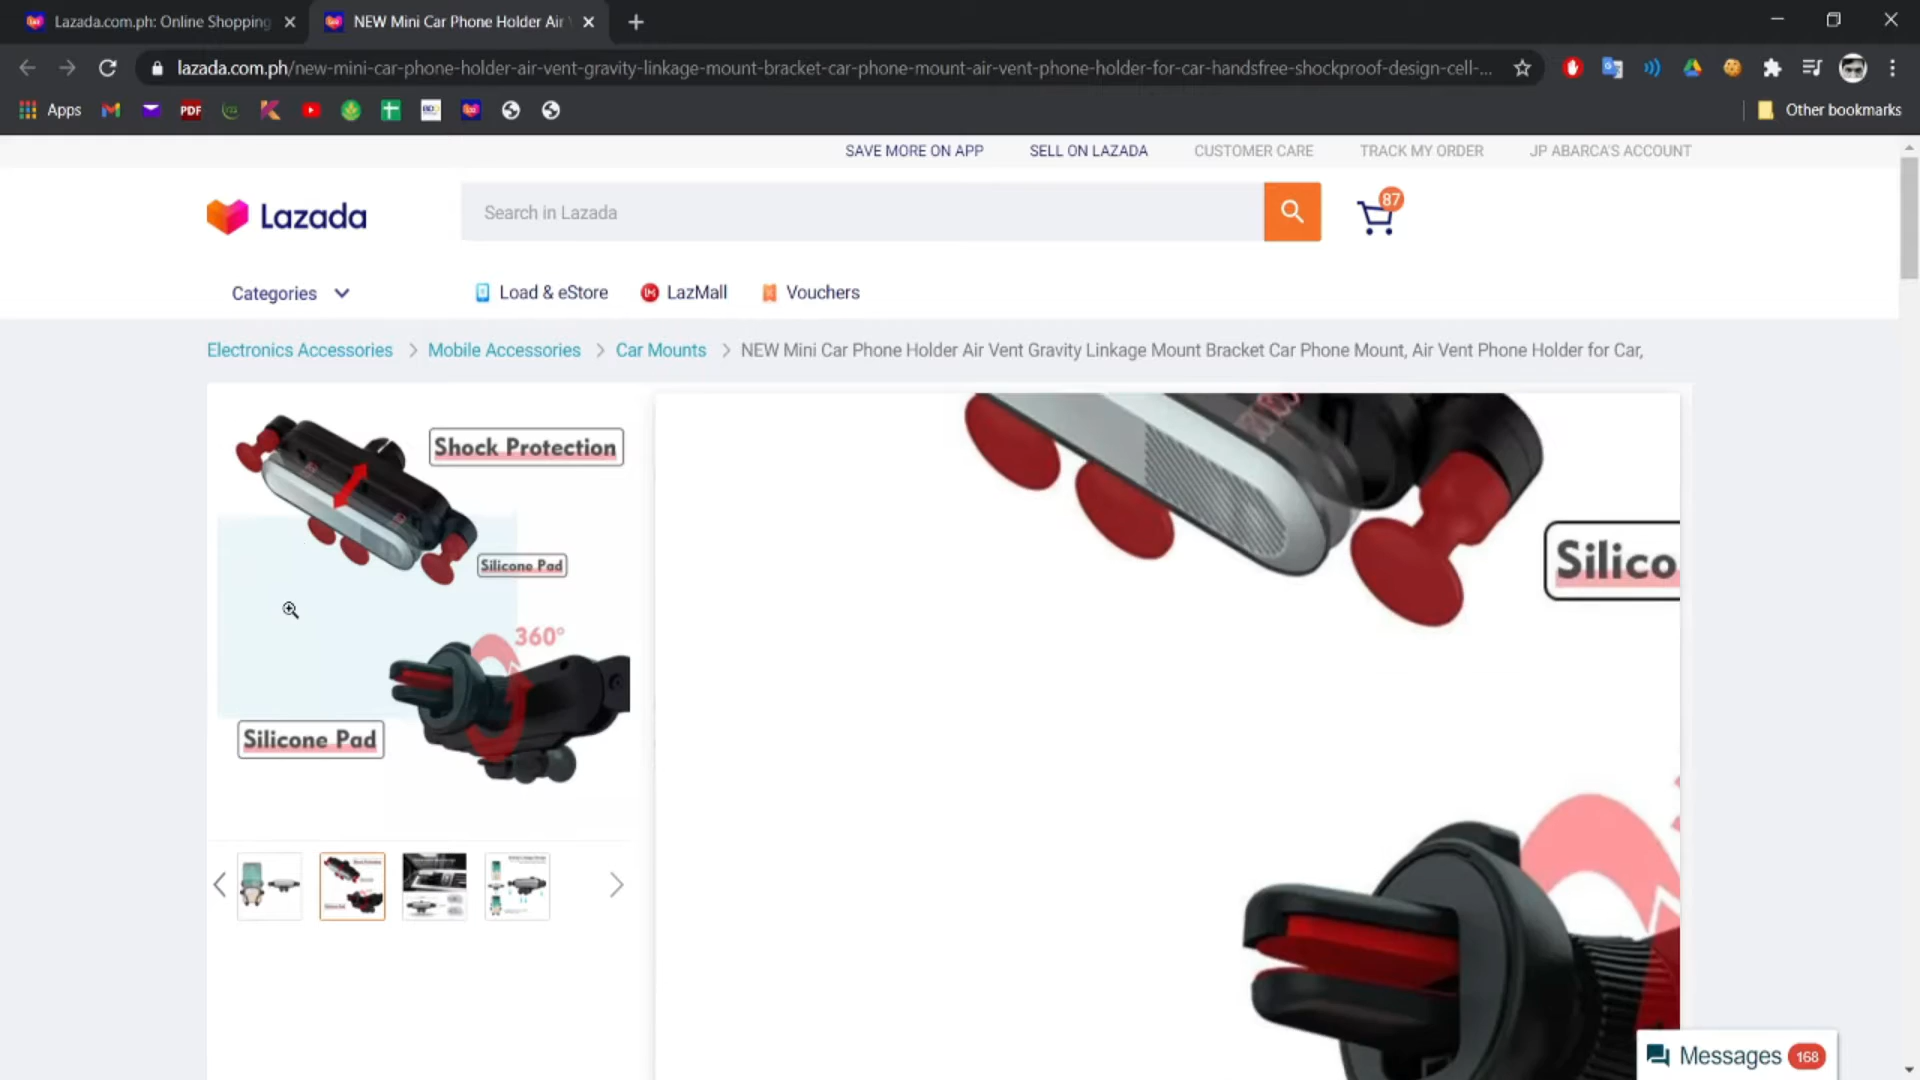 Lazada.com.ph: Online Shopping
NEW Mini Car Phone Holder Air
lazada.com.ph/new-mini-car-phone-holder-air-vent-gravity-linkage-mount-bracket-car-phone-mount-air-vent-phone-holder-for-car-handsfree-shockproof-design-cell-...
Apps
PDF
BDO
Other bookmarks
SAVE MORE ON APP
SELL ON LAZADA
CUSTOMER CARE
TRACK MY ORDER
JP ABARCA'S ACCOUNT
Lazada
Search in Lazada
87
Categories
Load & eStore
LazMall
Vouchers
Electronics Accessories > Mobile Accessories > Car Mounts > NEW Mini Car Phone Holder Air Vent Gravity Linkage Mount Bracket Car Phone Mount, Air Vent Phone Holder for Car,
Shock Protection
Silicone Pad
360°
Silicone Pad
Silico
Messages 168